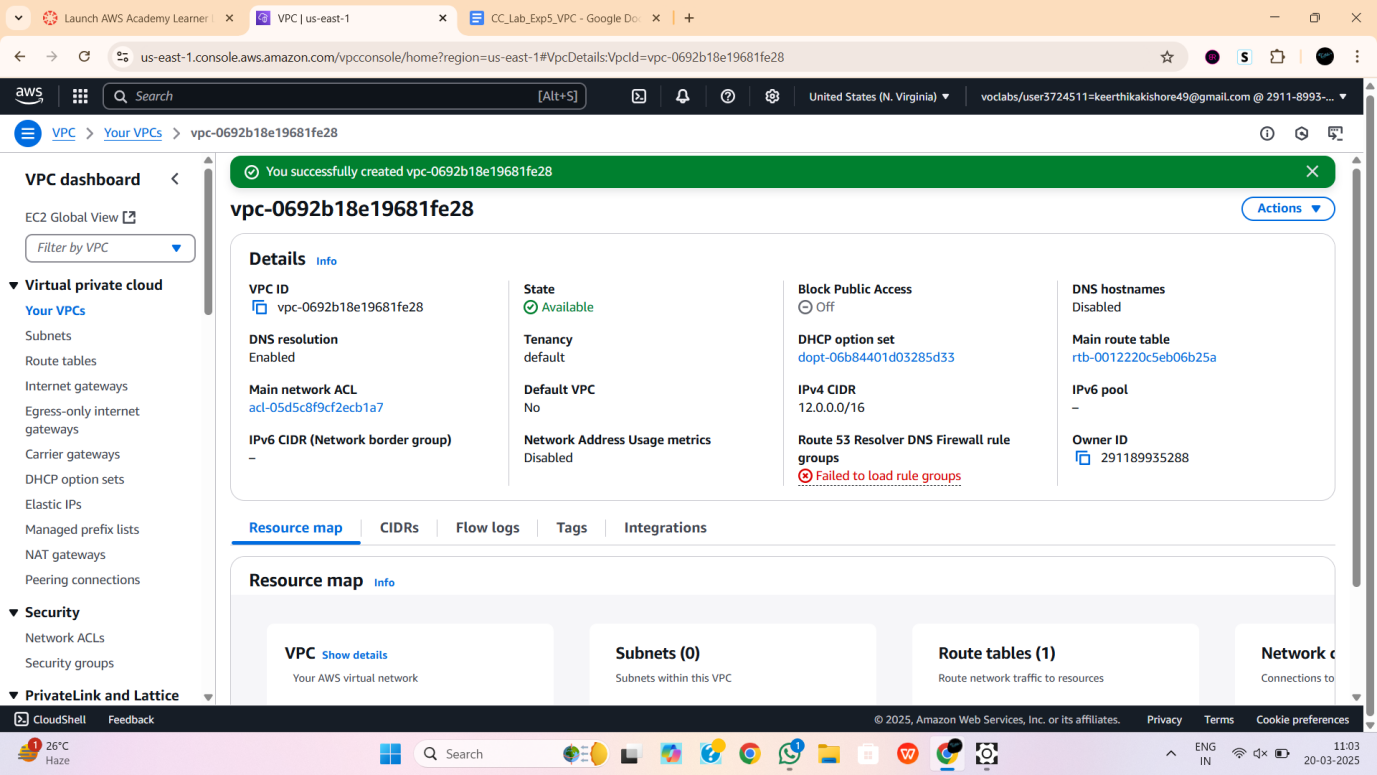 Launch AWS Academy Learner
VPC | us-east-1
CC_Lab_Exp5_VPC - Google Do
us-east-1.console.aws.amazon.com/vpcconsole/home?region=us-east-1#VpcDetails:VpcId=vpc-0692b18e19681fe28
S
aws
Search
[Alt+S]
United States (N. Virginia)
voclabs/user3724511=keerthikakishore49@gmail.com @ 2911-8993-...
VPC
Your VPCs
vpc-0692b18e19681fe28
VPC dashboard
EC2 Global View
Filter by VPC
Virtual private cloud
Your VPCs
Subnets
Route tables
Internet gateways
Egress-only internet
gateways
Carrier gateways
DHCP option sets
Elastic IPs
Managed prefix lists
NAT gateways
Peering connections
Security
Network ACLs
Security groups
PrivateLink and Lattice
You successfully created vpc-0692b18e19681fe28
vpc-0692b18e19681fe28
Actions
Details Info
VPC ID
vpc-0692b18e19681fe28
State
Available
Block Public Access
Off
DNS hostnames
Disabled
DNS resolution
Enabled
Tenancy
default
DHCP option set
dopt-06b84401d03285d33
Main route table
rtb-0012220c5eb06b25a
Main network ACL
acl-05d5c8f9cf2ecb1a7
Default VPC
No
IPv4 CIDR
12.0.0.0/16
IPv6 pool
–
IPv6 CIDR (Network border group)
–
Network Address Usage metrics
Disabled
Route 53 Resolver DNS Firewall rule
groups
Failed to load rule groups
Owner ID
291189935288
Resource map
CIDRs
Flow logs
Tags
Integrations
Resource map Info
VPC Show details
Your AWS virtual network
Subnets (0)
Subnets within this VPC
Route tables (1)
Route network traffic to resources
Network c
Connections to
CloudShell
Feedback
© 2025, Amazon Web Services, Inc. or its affiliates.
Privacy
Terms
Cookie preferences
1
26°C
Haze
Search
1
ENG
IN
11:03
20-03-2025